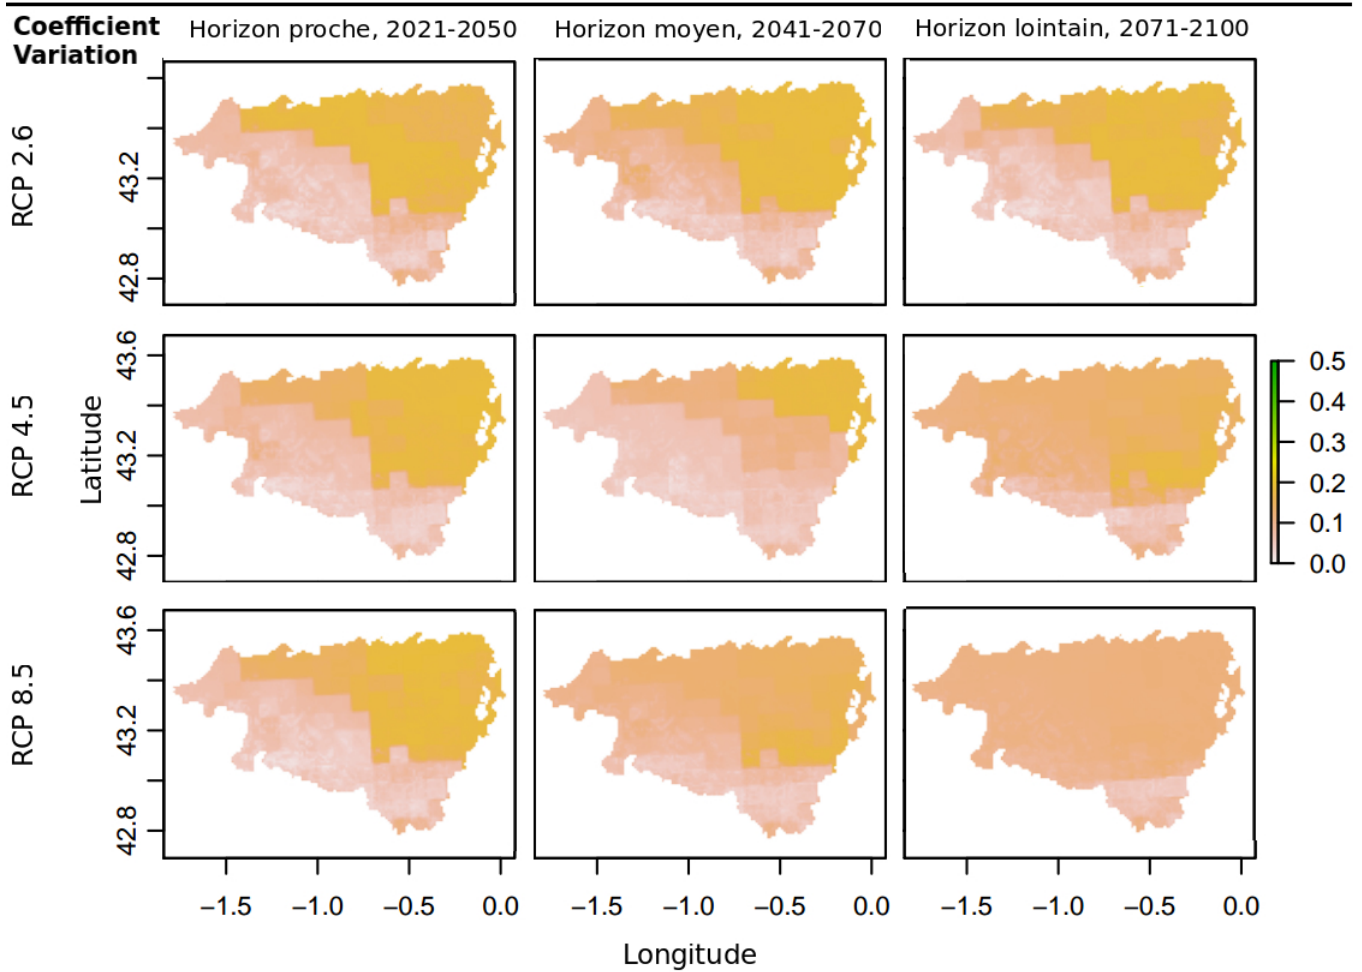 Coefficient
Variation
Horizon proche, 2021-2050
Horizon moyen, 2041-2070
Horizon lointain, 2071-2100
RCP 2.6
43.2
42.8
RCP 4.5
Latitude
43.6
43.2
42.8
0.5
0.4
0.3
0.2
0.1
0.0
RCP 8.5
43.6
43.2
42.8
−1.5 −1.0 −0.5 0.0
−1.5 −1.0 −0.5 0.0
−1.5 −1.0 −0.5 0.0
Longitude